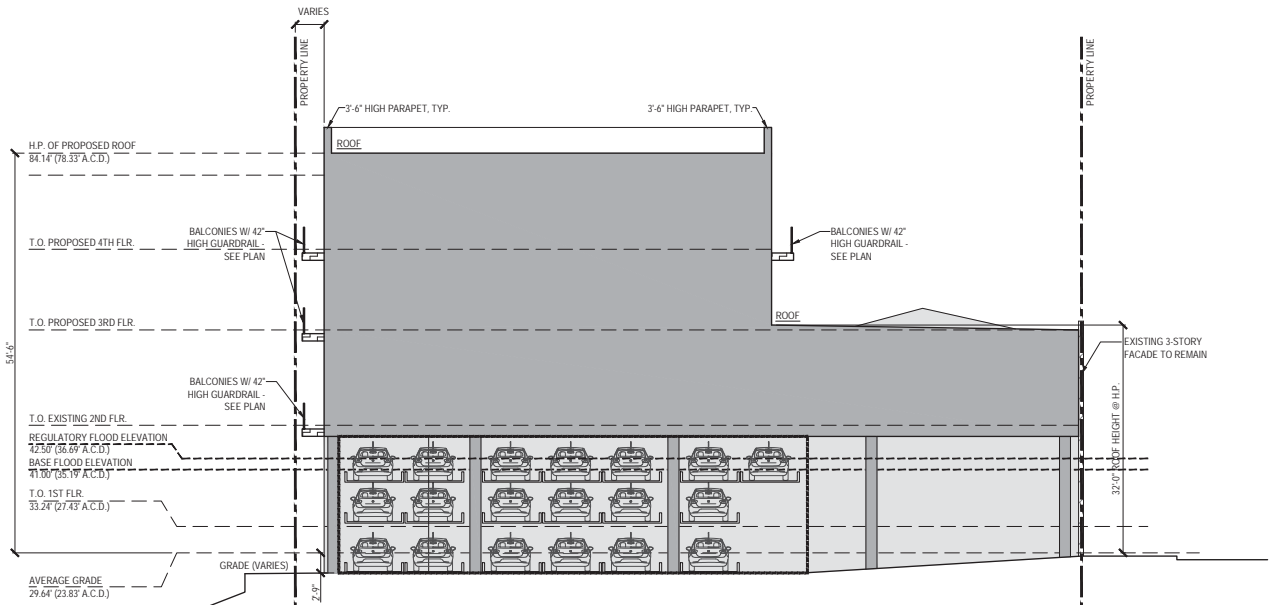 VARIES
PROPERTY LINE
PROPERTY LINE
3'-6" HIGH PARAPET, TYP.
3'-6" HIGH PARAPET, TYP.
H.P. OF PROPOSED ROOF
84.14' (78.33' A.C.D.)
ROOF
BALCONIES W/ 42"
HIGH GUARDRAIL -
SEE PLAN
BALCONIES W/ 42"
HIGH GUARDRAIL -
SEE PLAN
T.O. PROPOSED 4TH FLR.
T.O. PROPOSED 3RD FLR.
ROOF
54'-6"
EXISTING 3-STORY
FACADE TO REMAIN
BALCONIES W/ 42"
HIGH GUARDRAIL -
SEE PLAN
32'-0" ROOF HEIGHT @ H.P.
T.O. EXISTING 2ND FLR.
REGULATORY FLOOD ELEVATION
42.50' (36.69' A.C.D.)
BASE FLOOD ELEVATION
41.00' (35.19' A.C.D.)
T.O. 1ST FLR.
33.24' (27.43' A.C.D.)
GRADE (VARIES)
AVERAGE GRADE
29.64' (23.83' A.C.D.)
2'-9"